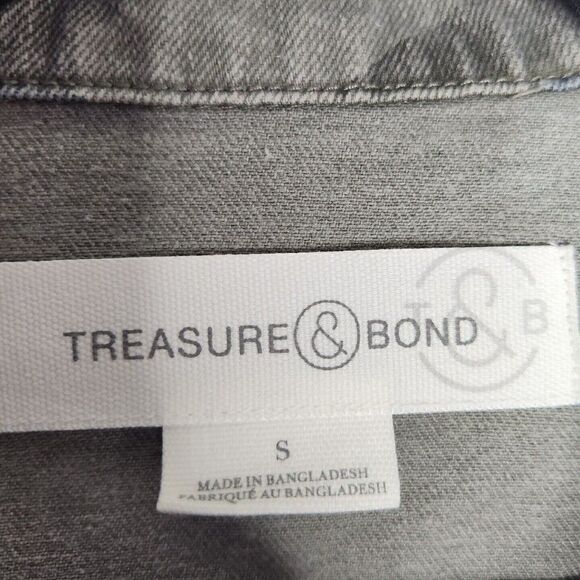 TREASURE & BOND
T & B
S
MADE IN BANGLADESH
FABRIQUÉ AU BANGLADESH